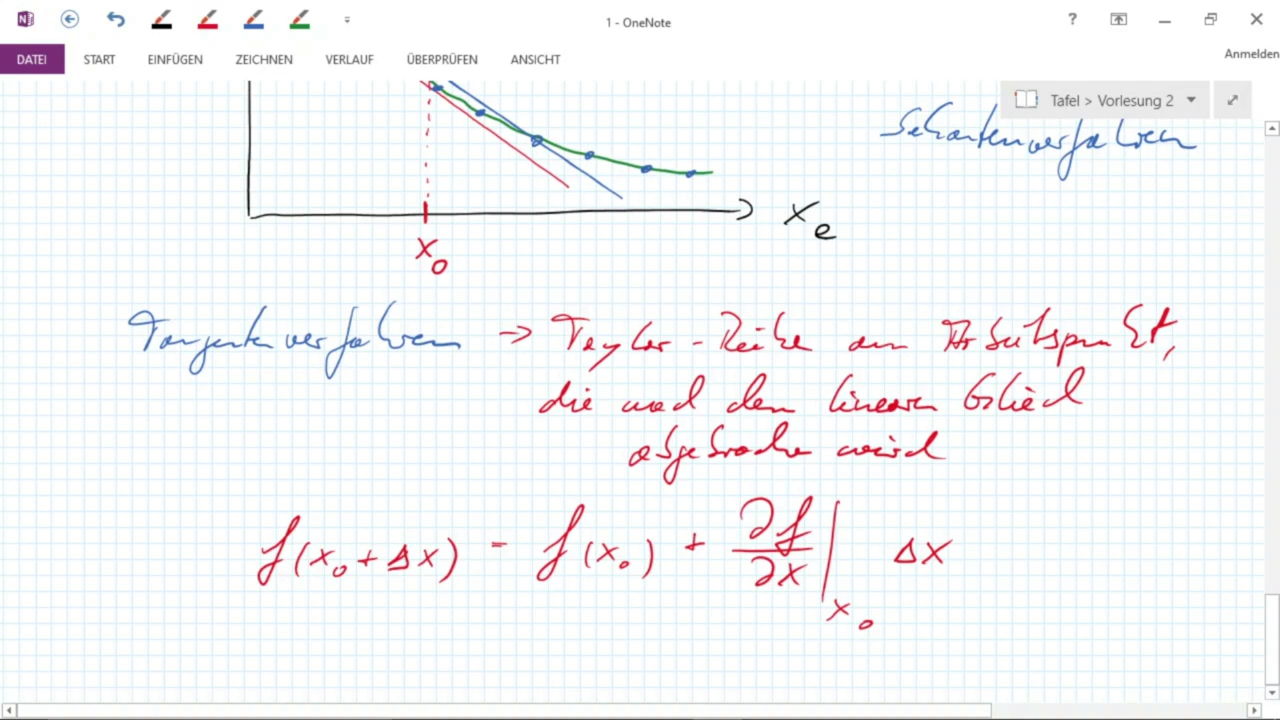 1 - OneNote
Anmelden
DATEI START EINFÜGEN ZEICHNEN VERLAUF ÜBERPRÜFEN ANSICHT
Tafel > Vorlesung 2
Sekantenverfahren
x_e
x_0
Tangentenverfahren → Taylor-Reihe am Arbeitspunkt,
die nach dem linearen Glied
abgebrochen wird
f(x_0 + Δx) = f(x_0) + ∂f/∂x |_{x_0} Δx